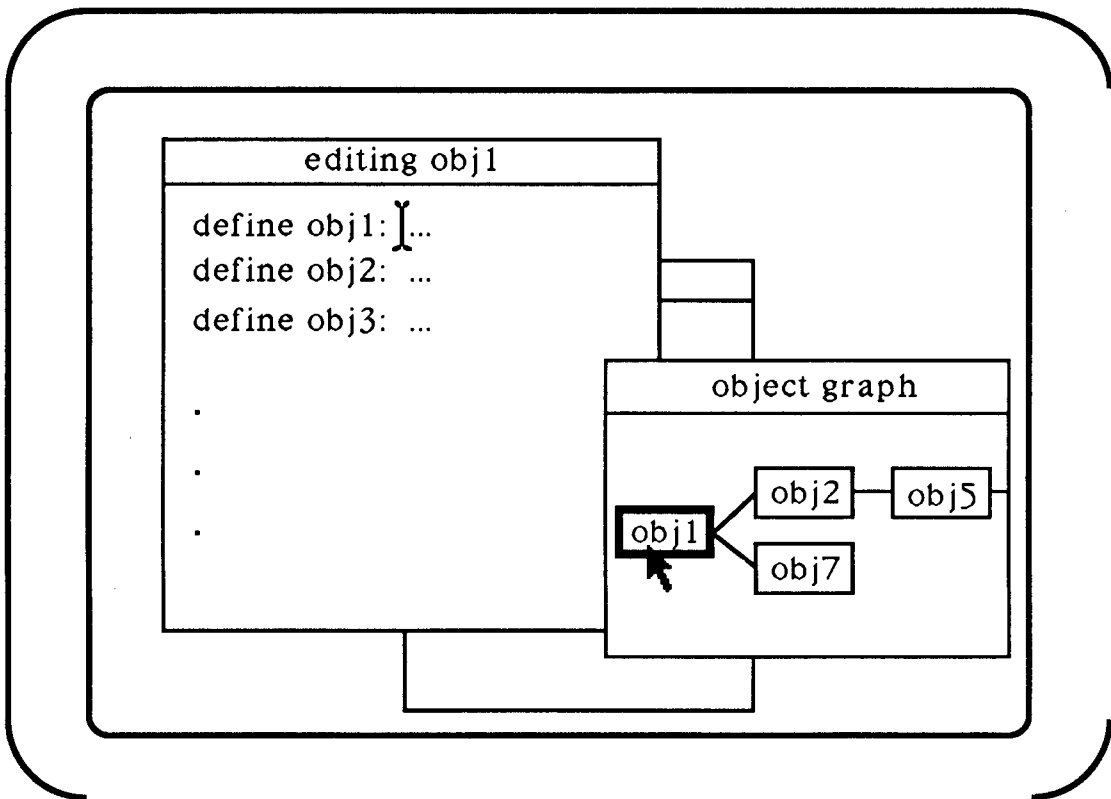 editing obj1
define obj1: ...
define obj2: ...
define obj3: ...
.
.
.
object graph
obj2 obj5
obj1
obj7